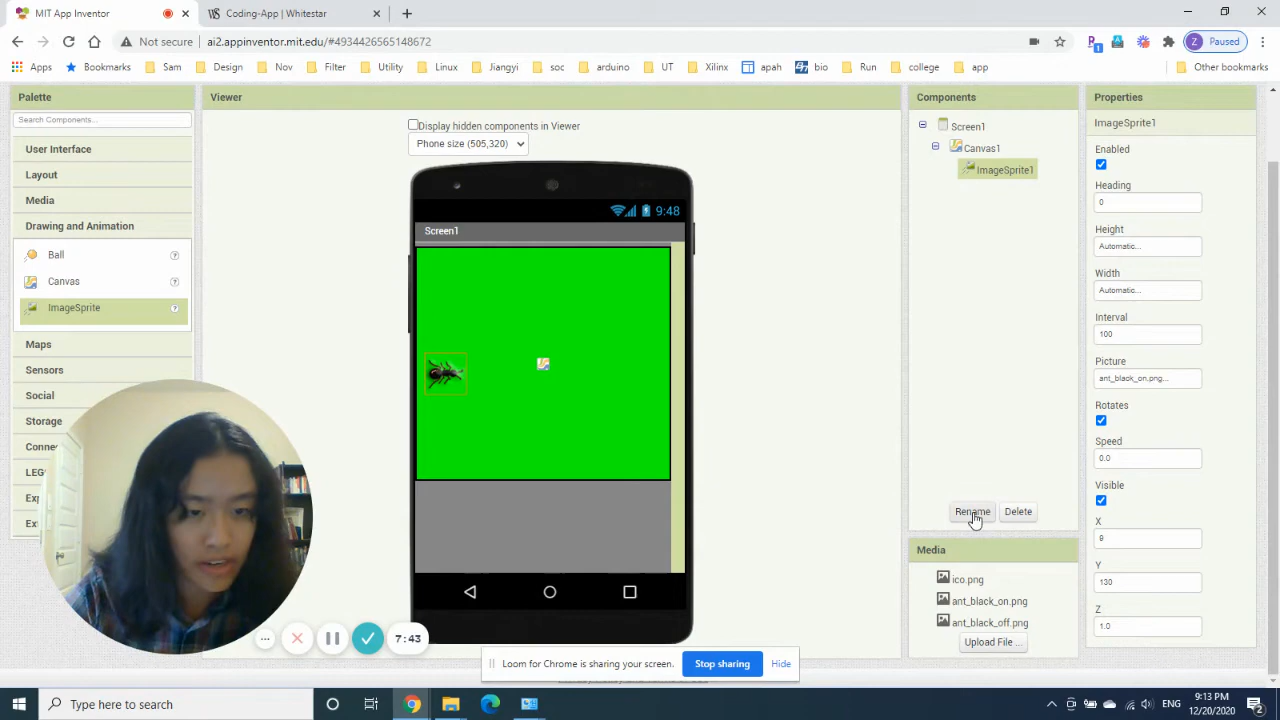 MIT App Inventor
Coding-App - Whitestar
Not secure
ai2.appinventor.mit.edu/#4934426565148672
Z
Paused
Apps
Bookmarks
Sam
Design
Nov
Filter
Utility
Linux
Jiangyi
soc
arduino
UT
Xilinx
apah
bio
Run
college
app
Other bookmarks
Palette
Viewer
Components
Properties
Search Components...
Display hidden components in Viewer
Phone size (505,320)
User Interface
Layout
Media
Drawing and Animation
Ball
Canvas
ImageSprite
Maps
Sensors
Social
Storage
9:48
Screen1
Screen1
Canvas1
ImageSprite1
Rename
Delete
Media
ico.png
ant_black_on.png
ant_black_off.png
Upload File ...
ImageSprite1
Enabled
Heading
0
Height
Automatic...
Width
Automatic...
Interval
100
Picture
ant_black_on.png...
Rotates
Speed
0.0
Visible
X
9
Y
130
Z
1.0
7:43
Loom for Chrome is sharing your screen.
Stop sharing
Hide
Type here to search
ENG
9:13 PM
12/20/2020
2